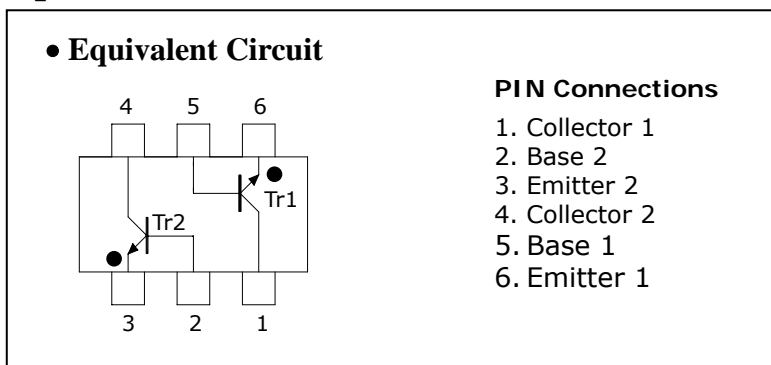 • Equivalent Circuit
4 5 6
Tr1
Tr2
3 2 1
PIN Connections
1. Collector 1
2. Base 2
3. Emitter 2
4. Collector 2
5. Base 1
6. Emitter 1